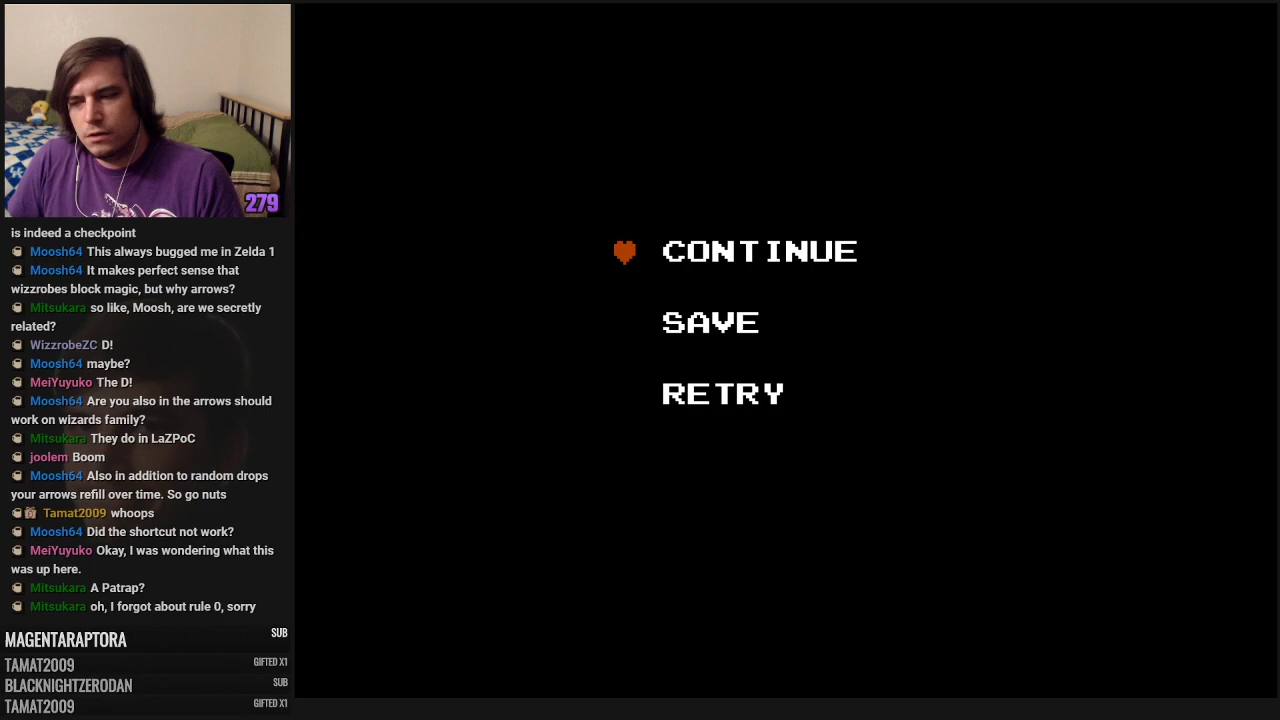 279
is indeed a checkpoint
Moosh64 This always bugged me in Zelda 1
Moosh64 It makes perfect sense that
wizzrobes block magic, but why arrows?
Mitsukara so like, Moosh, are we secretly
related?
WizzrobeZC D!
Moosh64 maybe?
MeiYuyuko The D!
Moosh64 Are you also in the arrows should
work on wizards family?
Mitsukara They do in LaZPoC
joolem Boom
Moosh64 Also in addition to random drops
your arrows refill over time. So go nuts
Tamat2009 whoops
Moosh64 Did the shortcut not work?
MeiYuyuko Okay, I was wondering what this
was up here.
Mitsukara A Patrap?
Mitsukara oh, I forgot about rule 0, sorry
MAGENTARAPTORA SUB
TAMAT2009 GIFTED X1
BLACKNIGHTZERODAN SUB
TAMAT2009 GIFTED X1
CONTINUE
SAVE
RETRY